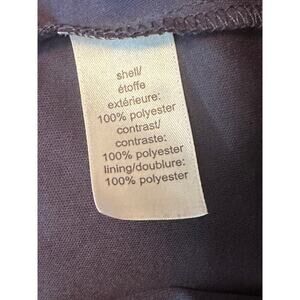 shell/
étoffe
extérieure:
100% polyester
contrast/
contraste:
100% polyester
lining/doublure:
100% polyester